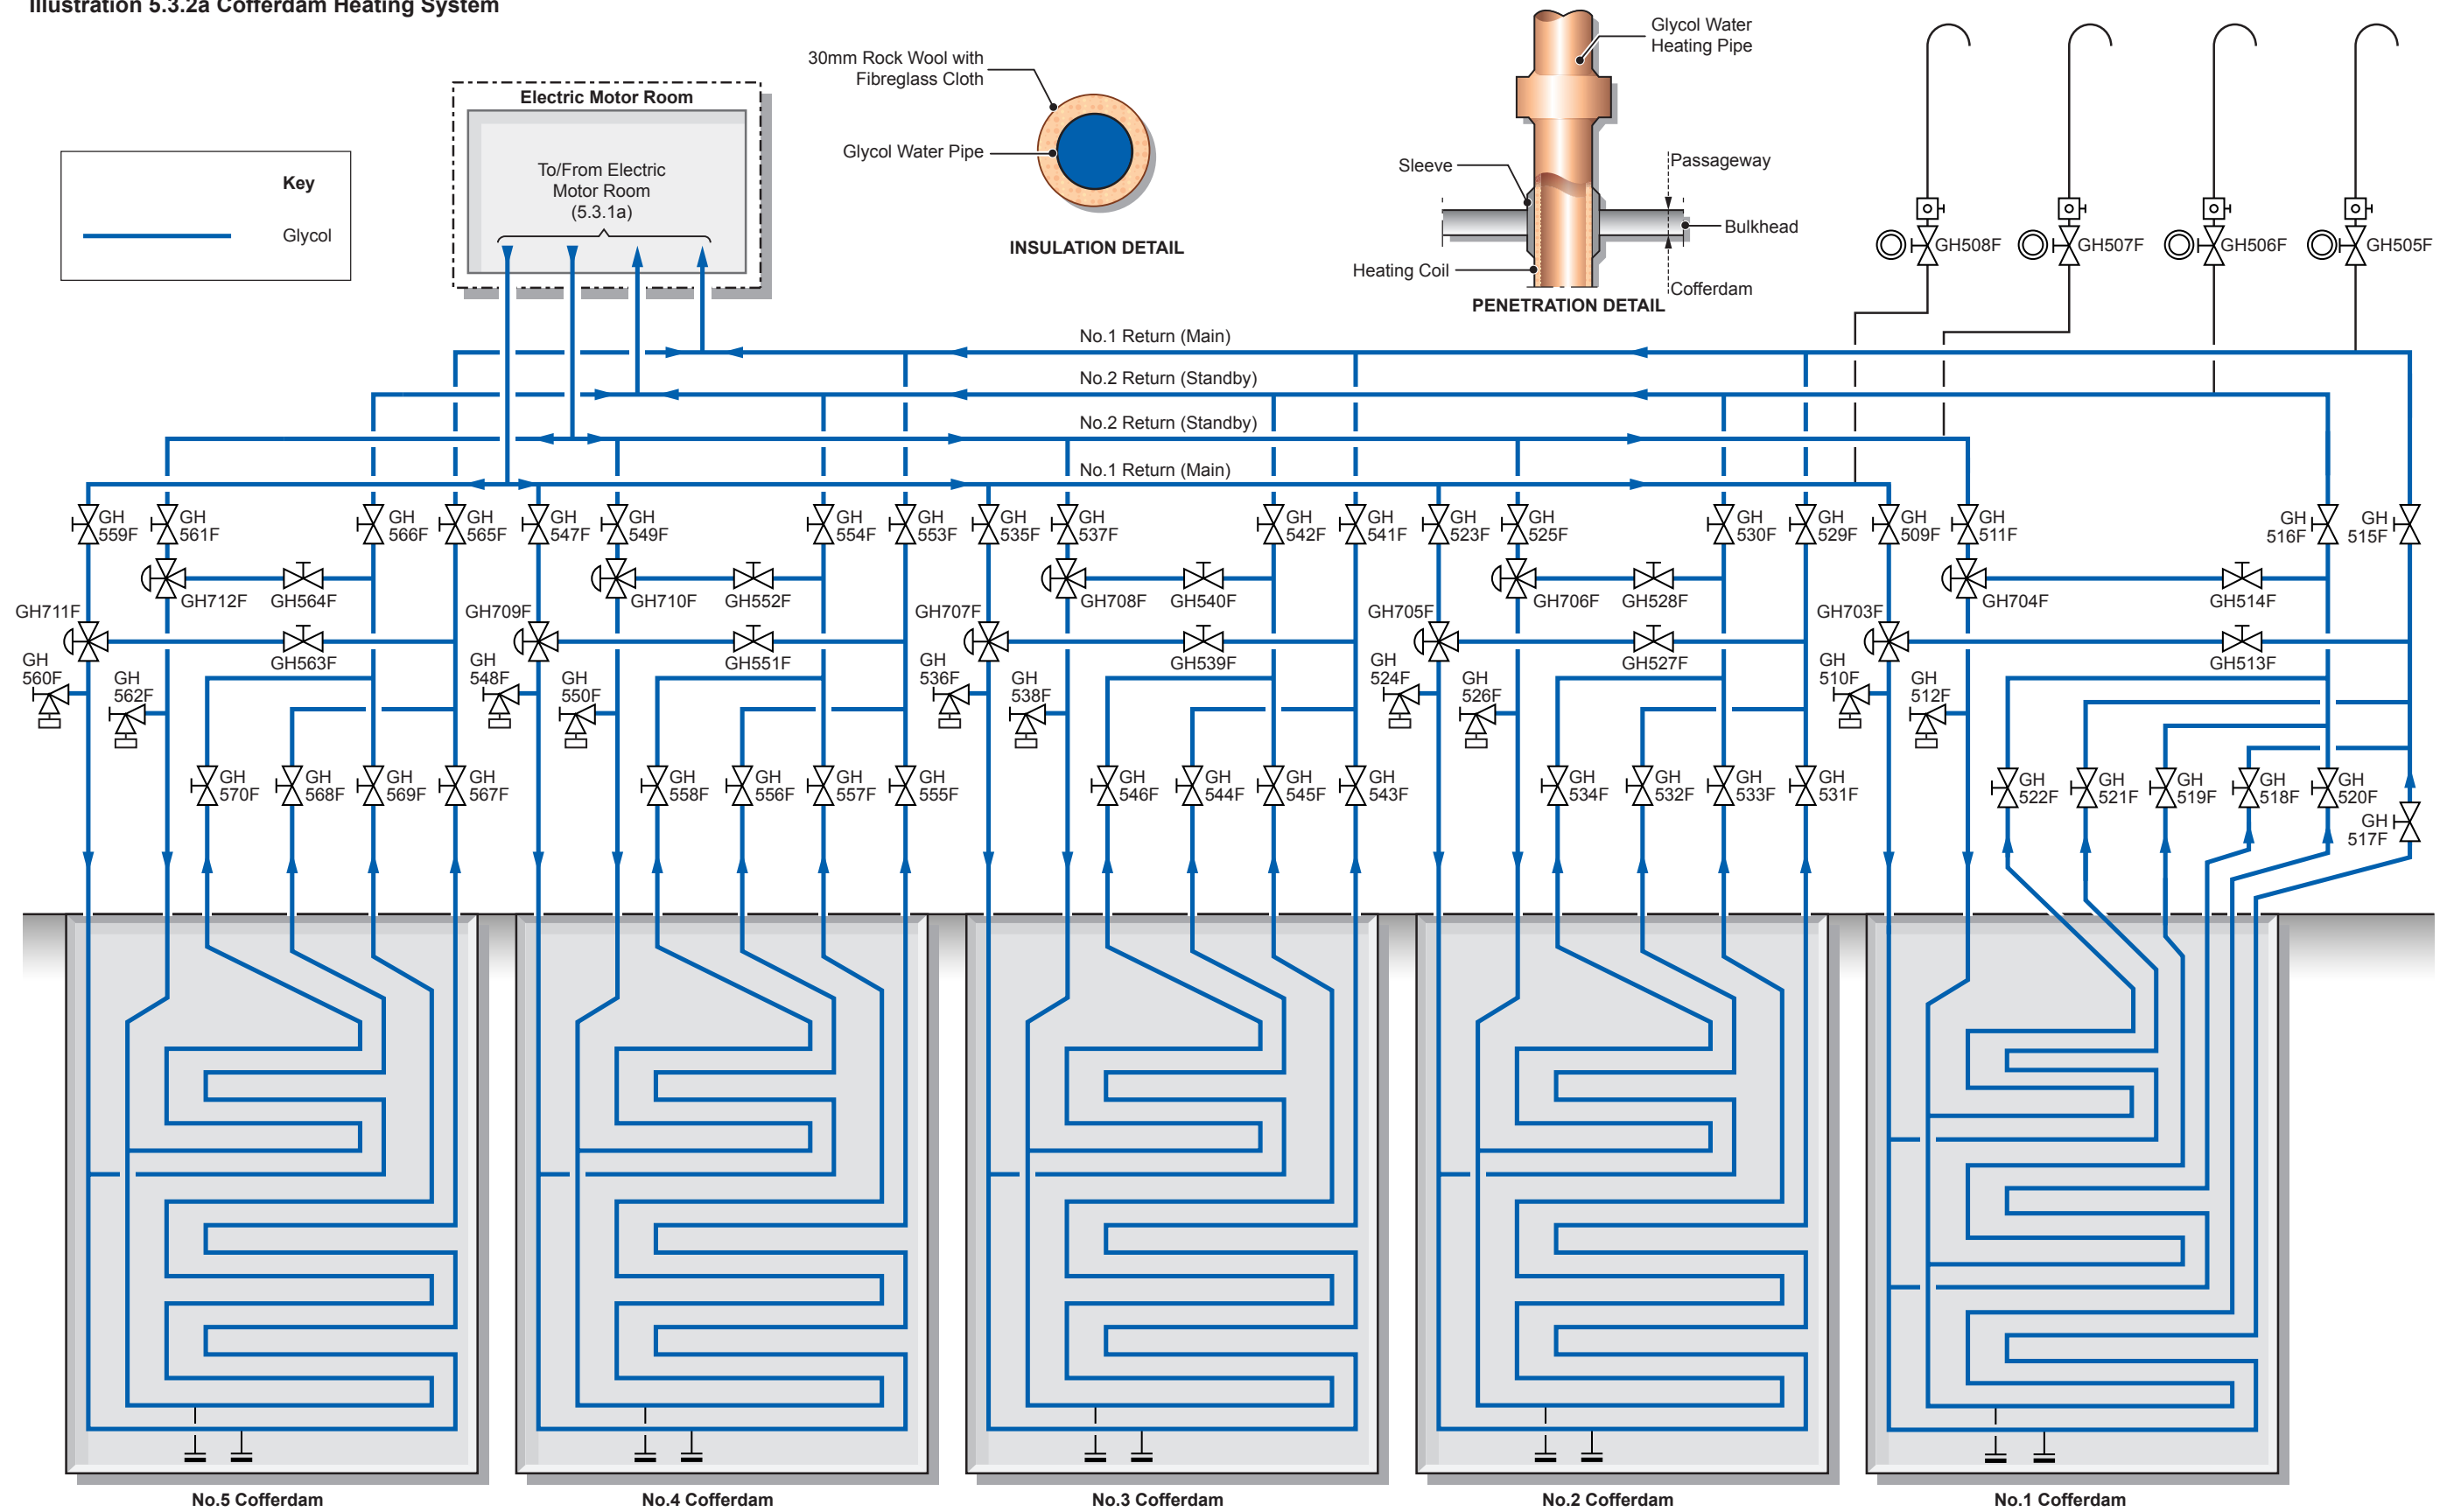 Illustration 5.3.2a Cofferdam Heating System
Key
Glycol
Electric Motor Room
To/From Electric
Motor Room
(5.3.1a)
30mm Rock Wool with
Fibreglass Cloth
Glycol Water Pipe
INSULATION DETAIL
Glycol Water
Heating Pipe
Sleeve
Passageway
Bulkhead
Heating Coil
Cofferdam
PENETRATION DETAIL
GH508F
GH507F
GH506F
GH505F
No.1 Return (Main)
No.2 Return (Standby)
No.2 Return (Standby)
No.1 Return (Main)
GH
559F
GH
561F
GH
566F
GH
565F
GH
547F
GH
549F
GH
554F
GH
553F
GH
535F
GH
537F
GH
542F
GH
541F
GH
523F
GH
525F
GH
530F
GH
529F
GH
509F
GH
511F
GH
516F
GH
515F
GH712F
GH564F
GH710F
GH552F
GH708F
GH540F
GH706F
GH528F
GH704F
GH514F
GH711F
GH709F
GH707F
GH705F
GH703F
GH563F
GH551F
GH539F
GH527F
GH513F
GH
560F
GH
562F
GH
548F
GH
550F
GH
536F
GH
538F
GH
524F
GH
526F
GH
510F
GH
512F
GH
570F
GH
568F
GH
569F
GH
567F
GH
558F
GH
556F
GH
557F
GH
555F
GH
546F
GH
544F
GH
545F
GH
543F
GH
534F
GH
532F
GH
533F
GH
531F
GH
522F
GH
521F
GH
519F
GH
518F
GH
520F
GH
517F
No.5 Cofferdam
No.4 Cofferdam
No.3 Cofferdam
No.2 Cofferdam
No.1 Cofferdam